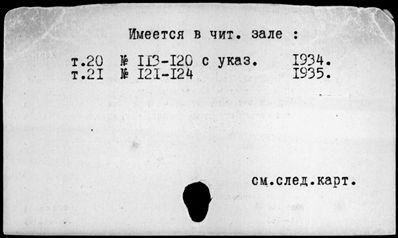 Имеется в чит. зале :
т.20 № 113-120 с указ. 1934.
т.21 № 121-124 1935.
см.след.карт.